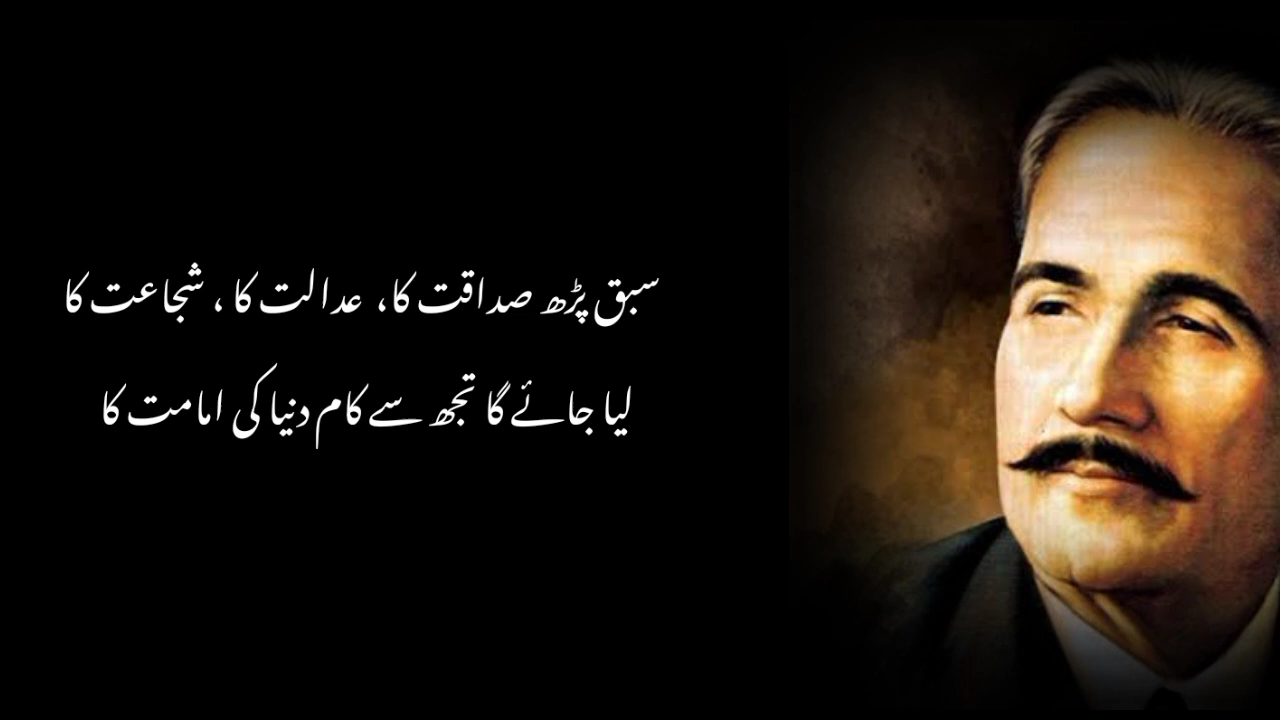 سبق پڑھ صداقت کا، عدالت کا ، شجاعت کا
لیا جائے گا تجھ سے کام دنیا کی امامت کا